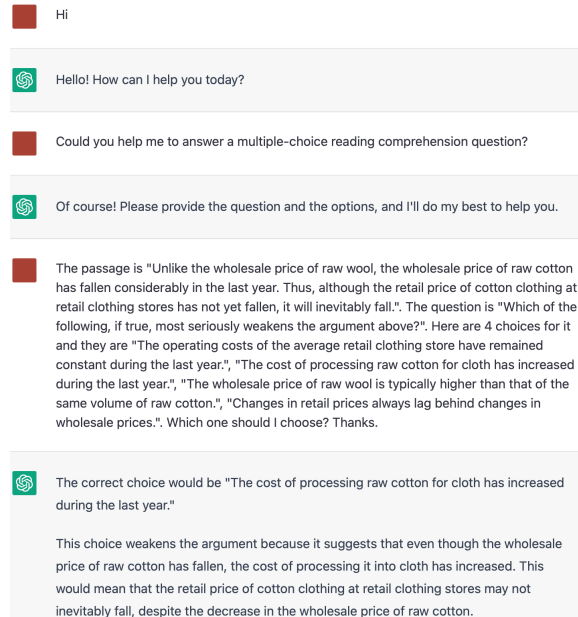 Hi
Hello! How can I help you today?
Could you help me to answer a multiple-choice reading comprehension question?
Of course! Please provide the question and the options, and I'll do my best to help you.
The passage is "Unlike the wholesale price of raw wool, the wholesale price of raw cotton
has fallen considerably in the last year. Thus, although the retail price of cotton clothing at
retail clothing stores has not yet fallen, it will inevitably fall.". The question is "Which of the
following, if true, most seriously weakens the argument above?". Here are 4 choices for it
and they are "The operating costs of the average retail clothing store have remained
constant during the last year.", "The cost of processing raw cotton for cloth has increased
during the last year.", "The wholesale price of raw wool is typically higher than that of the
same volume of raw cotton.", "Changes in retail prices always lag behind changes in
wholesale prices.". Which one should I choose? Thanks.
The correct choice would be "The cost of processing raw cotton for cloth has increased
during the last year."
This choice weakens the argument because it suggests that even though the wholesale
price of raw cotton has fallen, the cost of processing it into cloth has increased. This
would mean that the retail price of cotton clothing at retail clothing stores may not
inevitably fall, despite the decrease in the wholesale price of raw cotton.